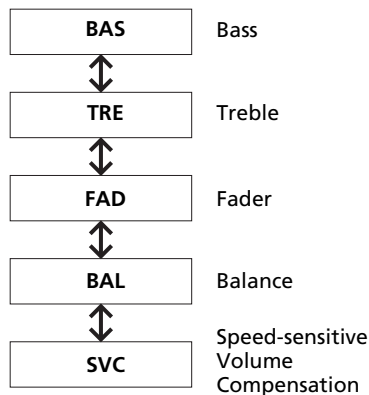 BAS Bass
TRE Treble
FAD Fader
BAL Balance
SVC Speed-sensitive
Volume
Compensation